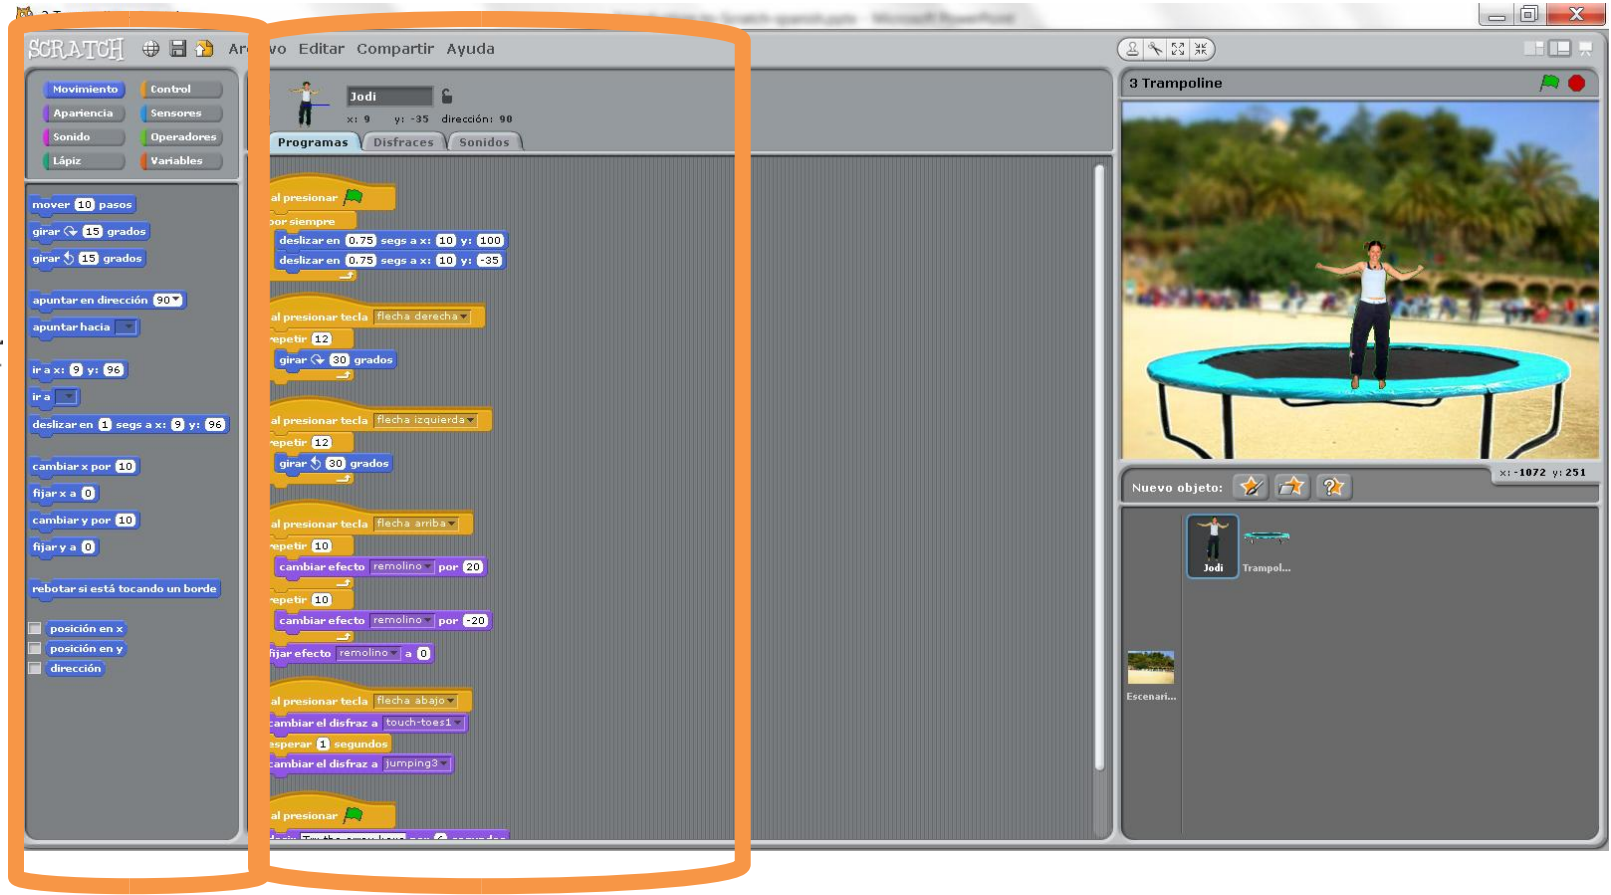 SCRATCH
Editar Compartir Ayuda
Movimiento Control
Apariencia Sensores
Sonido Operadores
Lápiz Variables
mover 10 pasos
girar 15 grados
girar 15 grados
apuntar en dirección 90
apuntar hacia
ir a x: 9 y: 96
ir a
deslizar en 1 segs a x: 9 y: 96
cambiar x por 10
fijar x a 0
cambiar y por 10
fijar y a 0
rebotar si está tocando un borde
posición en x
posición en y
dirección
Jodi
x: 9 y: -35 dirección: 90
Programas Disfraces Sonidos
al presionar
por siempre
deslizar en 0.75 segs a x: 10 y: 100
deslizar en 0.75 segs a x: 10 y: -35
al presionar tecla flecha derecha
repetir 12
girar 30 grados
al presionar tecla flecha izquierda
repetir 12
girar 30 grados
al presionar tecla flecha arriba
repetir 10
cambiar efecto remolino por 20
repetir 10
cambiar efecto remolino por -20
fijar efecto remolino a 0
al presionar tecla flecha abajo
cambiar el disfraz a touch-toes1
esperar 1 segundos
cambiar el disfraz a jumping3
al presionar
3 Trampoline
x: -1072 y: 251
Nuevo objeto:
Jodi Trampol...
Escenari...